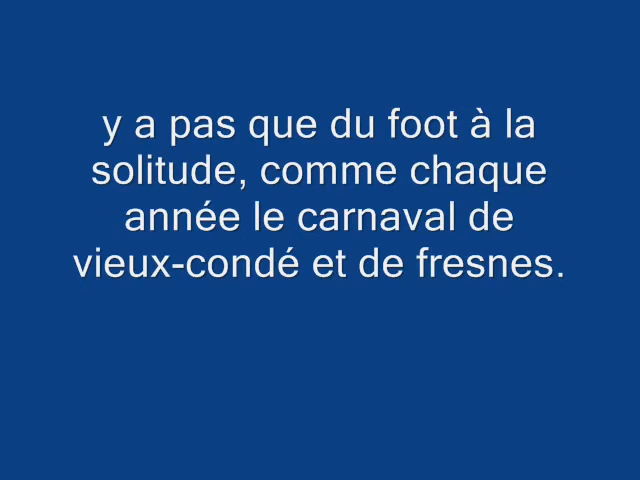 y a pas que du foot à la
solitude, comme chaque
année le carnaval de
vieux-condé et de fresnes.